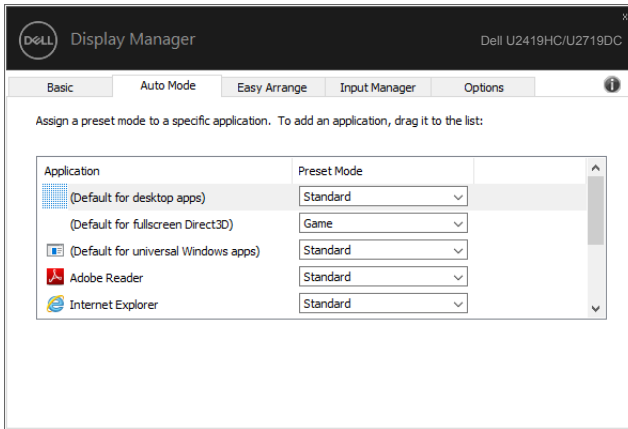 x
DELL Display Manager Dell U2419HC/U2719DC
Basic Auto Mode Easy Arrange Input Manager Options i
Assign a preset mode to a specific application. To add an application, drag it to the list:
Application Preset Mode
(Default for desktop apps) Standard
(Default for fullscreen Direct3D) Game
(Default for universal Windows apps) Standard
Adobe Reader Standard
Internet Explorer Standard